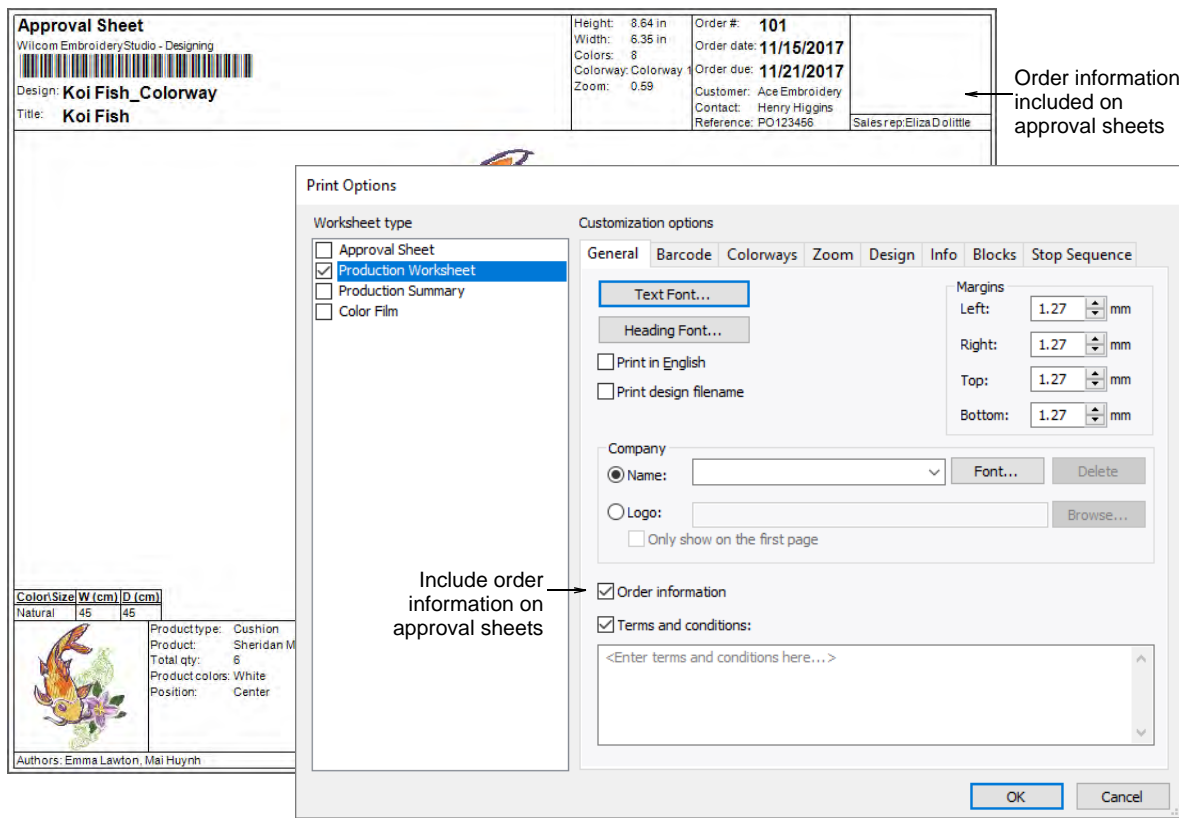 Approval Sheet
Wilcom EmbroideryStudio - Designing
Design: Koi Fish_Colorway
Title: Koi Fish
Height: 8.64 in
Width: 6.35 in
Colors: 8
Colorway: Colorway 1
Zoom: 0.59
Order #: 101
Order date: 11/15/2017
Order due: 11/21/2017
Customer: Ace Embroidery
Contact: Henry Higgins
Reference: PO123456
Sales rep: Eliza Dolittle
Order information
included on
approval sheets
Print Options
Worksheet type
Approval Sheet
Production Worksheet
Production Summary
Color Film
Customization options
General Barcode Colorways Zoom Design Info Blocks Stop Sequence
Text Font...
Heading Font...
Print in English
Print design filename
Margins
Left: 1.27 mm
Right: 1.27 mm
Top: 1.27 mm
Bottom: 1.27 mm
Company
Name: Font... Delete
Logo: Browse...
Only show on the first page
Include order
information on
approval sheets
Order information
Terms and conditions:
<Enter terms and conditions here...>
OK Cancel
Color\Size W (cm) D (cm)
Natural 45 45
Product type: Cushion
Product: Sheridan M
Total qty: 6
Product colors: White
Position: Center
Authors: Emma Lawton, Mai Huynh